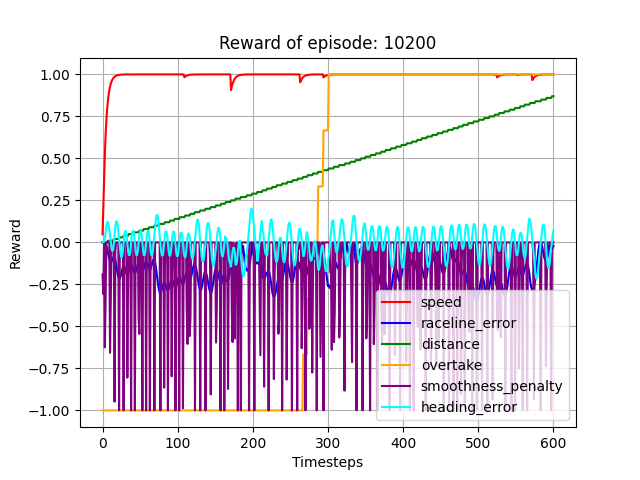 Reward of episode: 10200
1.00
0.75
0.50
0.25
0.00
−0.25
−0.50
−0.75
−1.00
Reward
speed
raceline_error
distance
overtake
smoothness_penalty
heading_error
0 100 200 300 400 500 600
Timesteps